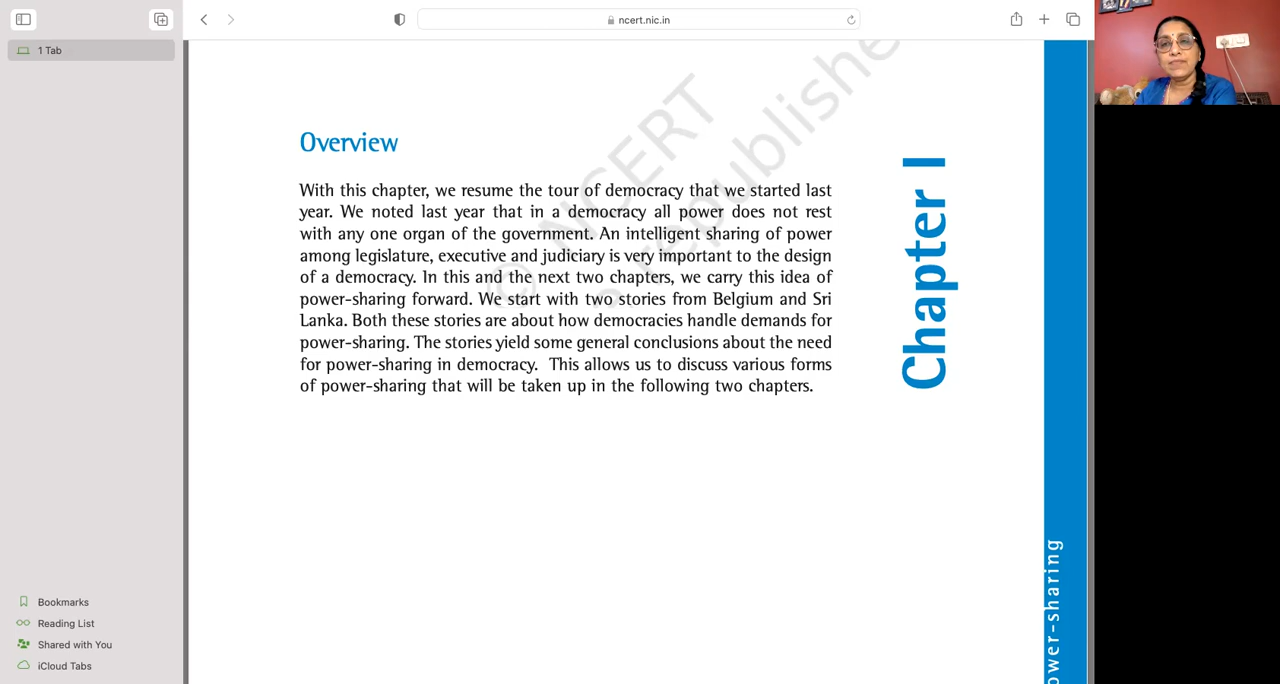 1 Tab
ncert.nic.in
Overview
With this chapter, we resume the tour of democracy that we started last
year. We noted last year that in a democracy all power does not rest
with any one organ of the government. An intelligent sharing of power
among legislature, executive and judiciary is very important to the design
of a democracy. In this and the next two chapters, we carry this idea of
power-sharing forward. We start with two stories from Belgium and Sri
Lanka. Both these stories are about how democracies handle demands for
power-sharing. The stories yield some general conclusions about the need
for power-sharing in democracy. This allows us to discuss various forms
of power-sharing that will be taken up in the following two chapters.
Chapter I
ower-sharing
© NCERT
republishe
Bookmarks
Reading List
Shared with You
iCloud Tabs